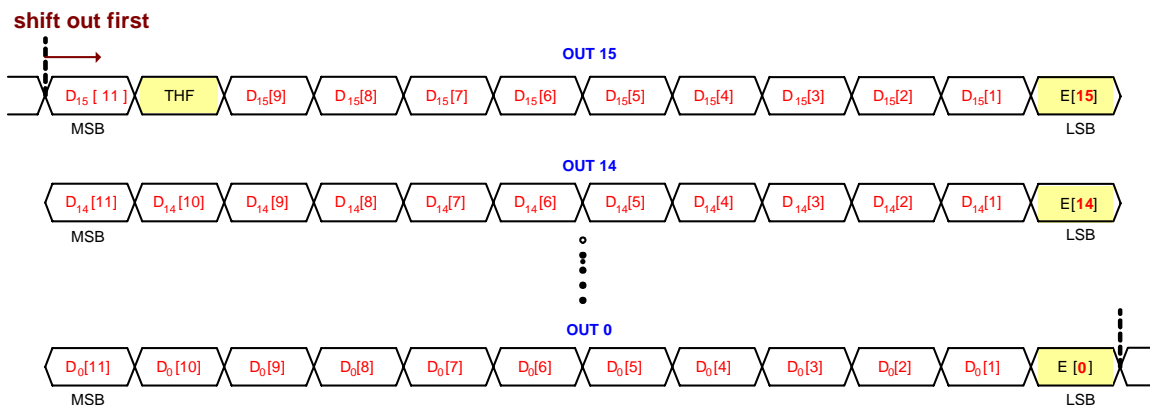 shift out first
OUT 15
D15 [ 11 ] THF D15[9] D15[8] D15[7] D15[6] D15[5] D15[4] D15[3] D15[2] D15[1] E[15]
MSB LSB
OUT 14
D14[11] D14[10] D14[9] D14[8] D14[7] D14[6] D14[5] D14[4] D14[3] D14[2] D14[1] E[14]
MSB LSB
OUT 0
D0[11] D0[10] D0[9] D0[8] D0[7] D0[6] D0[5] D0[4] D0[3] D0[2] D0[1] E [0]
MSB LSB